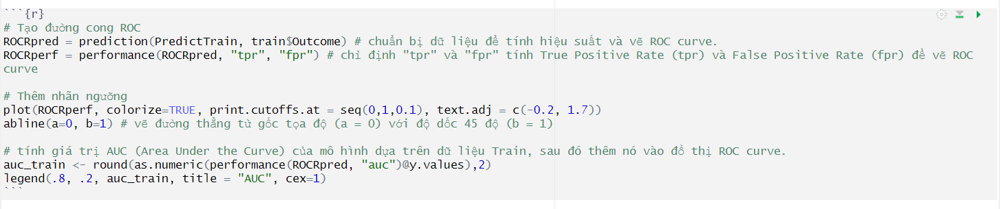 ```{r}
# Tạo đường cong ROC
ROCRpred = prediction(PredictTrain, train$Outcome) # chuẩn bị dữ liệu để tính hiệu suất và vẽ ROC curve.
ROCRperf = performance(ROCRpred, "tpr", "fpr") # chỉ định "tpr" và "fpr" tính True Positive Rate (tpr) và False Positive Rate (fpr) để vẽ ROC
curve
# Thêm nhãn ngưỡng
plot(ROCRperf, colorize=TRUE, print.cutoffs.at = seq(0,1,0.1), text.adj = c(-0.2, 1.7))
abline(a=0, b=1) # vẽ đường thẳng từ gốc tọa độ (a = 0) với độ dốc 45 độ (b = 1)
# tính giá trị AUC (Area Under the Curve) của mô hình dựa trên dữ liệu Train, sau đó thêm nó vào đồ thị ROC curve.
auc_train <- round(as.numeric(performance(ROCRpred, "auc")@y.values),2)
legend(.8, .2, auc_train, title = "AUC", cex=1)
```